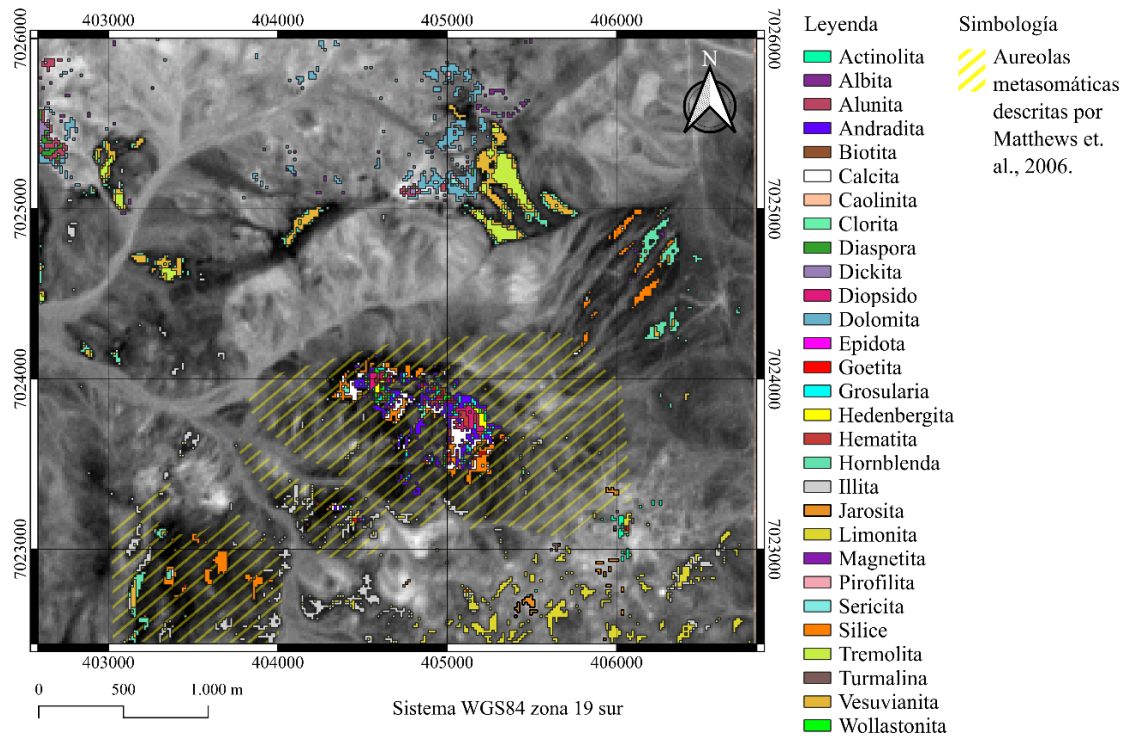 403000 404000 405000 406000
7026000
7025000
7024000
7023000
N
7026000
7025000
7024000
7023000
403000 404000 405000 406000
0 500 1.000 m
Sistema WGS84 zona 19 sur
Leyenda
Actinolita
Albita
Alunita
Andradita
Biotita
Calcita
Caolinita
Clorita
Diaspora
Dickita
Diopsido
Dolomita
Epidota
Goetita
Grosularia
Hedenbergita
Hematita
Hornblenda
Illita
Jarosita
Limonita
Magnetita
Pirofilita
Sericita
Silice
Tremolita
Turmalina
Vesuvianita
Wollastonita
Simbología
Aureolas
metasomáticas
descritas por
Matthews et.
al., 2006.